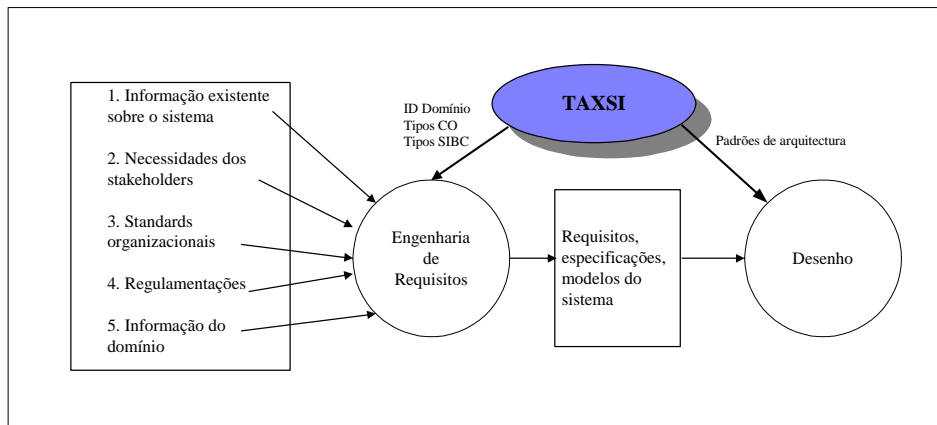 1. Informação existente
sobre o sistema
2. Necessidades dos
stakeholders
3. Standards
organizacionais
4. Regulamentações
5. Informação do
domínio
TAXSI
ID Domínio
Tipos CO
Tipos SIBC
Padrões de arquitectura
Engenharia
de
Requisitos
Requisitos,
especificações,
modelos do
sistema
Desenho